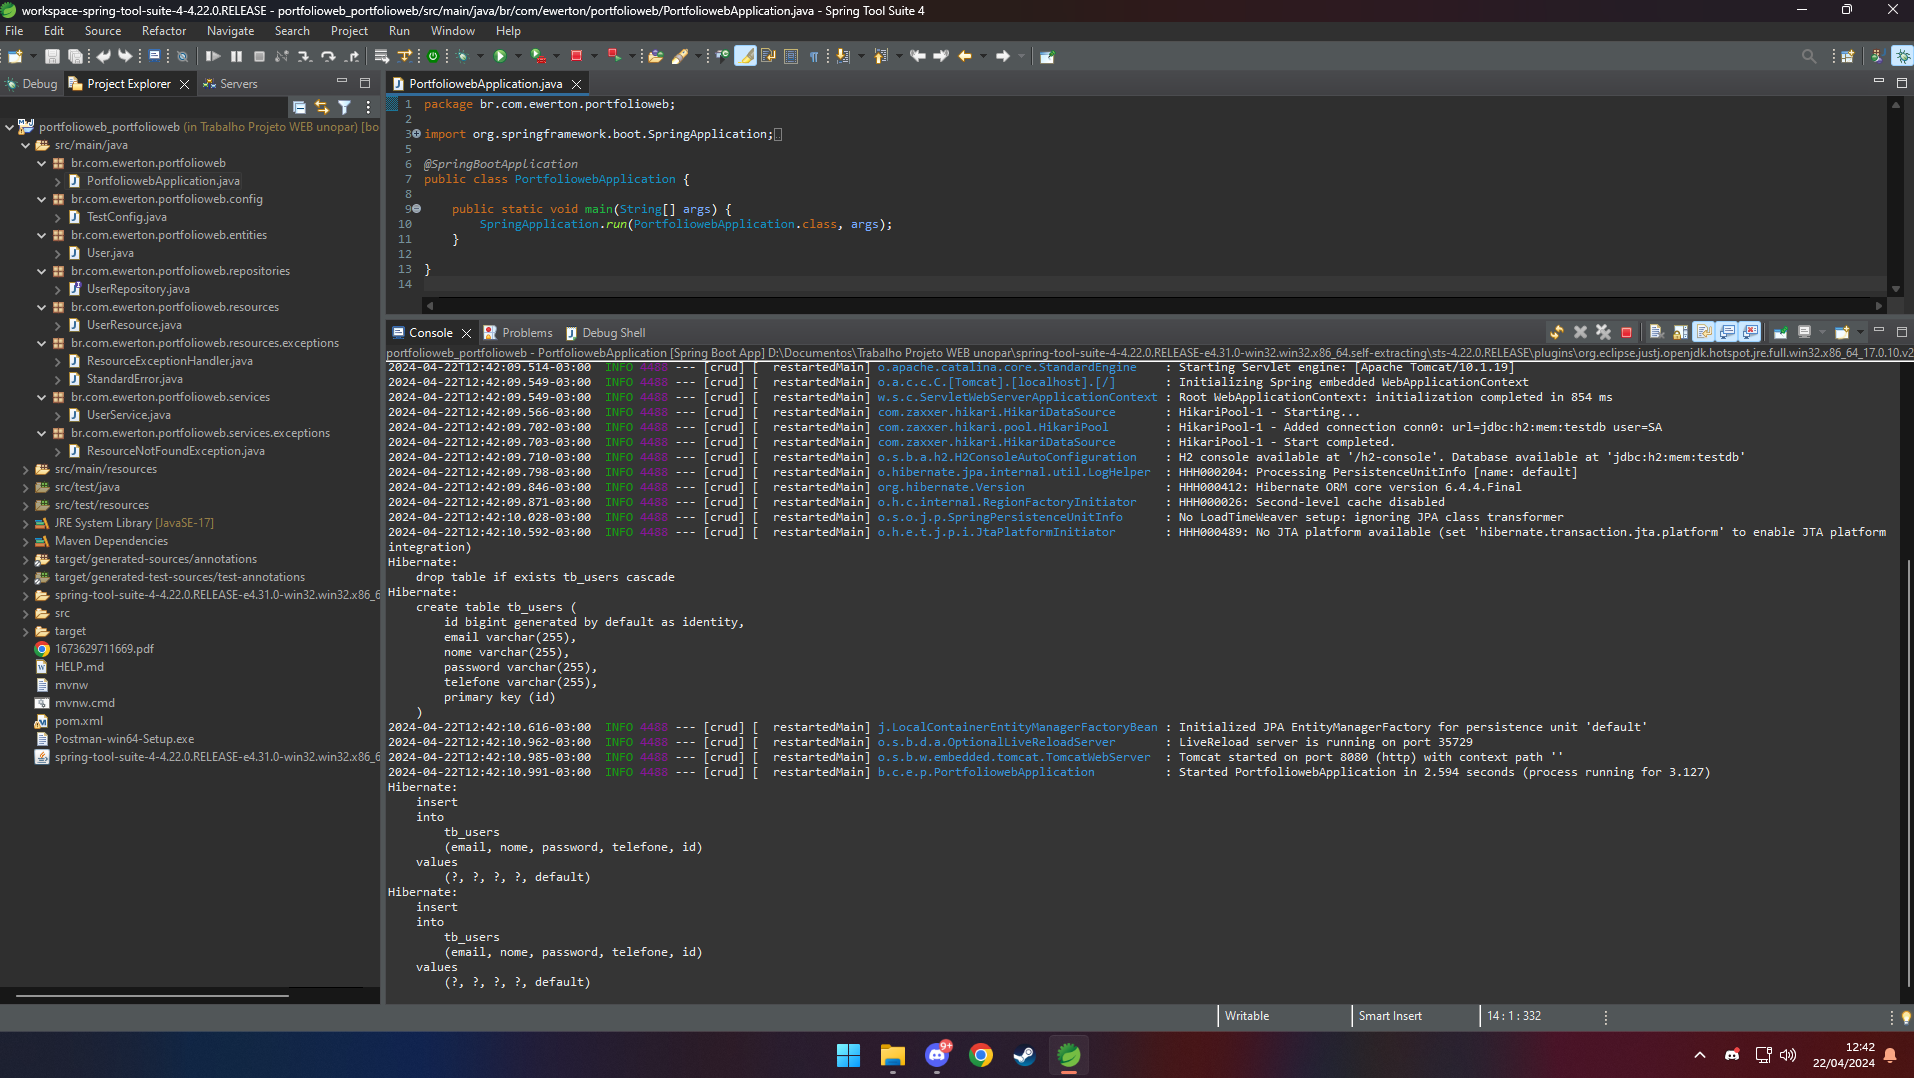 workspace-spring-tool-suite-4-4.22.0.RELEASE - portfolioweb_portfolioweb/src/main/java/br/com/ewerton/portfolioweb/PortfoliowebApplication.java - Spring Tool Suite 4
File Edit Source Refactor Navigate Search Project Run Window Help
Debug Project Explorer Servers
portfolioweb_portfolioweb (in Trabalho Projeto WEB unopar) [bo
src/main/java
br.com.ewerton.portfolioweb
PortfoliowebApplication.java
br.com.ewerton.portfolioweb.config
TestConfig.java
br.com.ewerton.portfolioweb.entities
User.java
br.com.ewerton.portfolioweb.repositories
UserRepository.java
br.com.ewerton.portfolioweb.resources
UserResource.java
br.com.ewerton.portfolioweb.resources.exceptions
ResourceExceptionHandler.java
StandardError.java
br.com.ewerton.portfolioweb.services
UserService.java
br.com.ewerton.portfolioweb.services.exceptions
ResourceNotFoundException.java
src/main/resources
src/test/java
src/test/resources
JRE System Library [JavaSE-17]
Maven Dependencies
target/generated-sources/annotations
target/generated-test-sources/test-annotations
spring-tool-suite-4-4.22.0.RELEASE-e4.31.0-win32.win32.x86_6
src
target
1673629711669.pdf
HELP.md
mvnw
mvnw.cmd
pom.xml
Postman-win64-Setup.exe
spring-tool-suite-4-4.22.0.RELEASE-e4.31.0-win32.win32.x86_6
PortfoliowebApplication.java
1 package br.com.ewerton.portfolioweb;
2
3 import org.springframework.boot.SpringApplication;
5
6 @SpringBootApplication
7 public class PortfoliowebApplication {
8
9 public static void main(String[] args) {
10 SpringApplication.run(PortfoliowebApplication.class, args);
11 }
12
13 }
14
Console Problems Debug Shell
portfolioweb_portfolioweb - PortfoliowebApplication [Spring Boot App] D:\Documentos\Trabalho Projeto WEB unopar\spring-tool-suite-4-4.22.0.RELEASE-e4.31.0-win32.win32.x86_64.self-extracting\sts-4.22.0.RELEASE\plugins\org.eclipse.justj.openjdk.hotspot.jre.full.win32.x86_64_17.0.10.v2
2024-04-22T12:42:09.514-03:00 INFO 4488 --- [crud] [ restartedMain] o.apache.catalina.core.StandardEngine : Starting Servlet engine: [Apache Tomcat/10.1.19]
2024-04-22T12:42:09.549-03:00 INFO 4488 --- [crud] [ restartedMain] o.a.c.c.C.[Tomcat].[localhost].[/] : Initializing Spring embedded WebApplicationContext
2024-04-22T12:42:09.549-03:00 INFO 4488 --- [crud] [ restartedMain] w.s.c.ServletWebServerApplicationContext : Root WebApplicationContext: initialization completed in 854 ms
2024-04-22T12:42:09.566-03:00 INFO 4488 --- [crud] [ restartedMain] com.zaxxer.hikari.HikariDataSource : HikariPool-1 - Starting...
2024-04-22T12:42:09.702-03:00 INFO 4488 --- [crud] [ restartedMain] com.zaxxer.hikari.pool.HikariPool : HikariPool-1 - Added connection conn0: url=jdbc:h2:mem:testdb user=SA
2024-04-22T12:42:09.703-03:00 INFO 4488 --- [crud] [ restartedMain] com.zaxxer.hikari.HikariDataSource : HikariPool-1 - Start completed.
2024-04-22T12:42:09.710-03:00 INFO 4488 --- [crud] [ restartedMain] o.s.b.a.h2.H2ConsoleAutoConfiguration : H2 console available at '/h2-console'. Database available at 'jdbc:h2:mem:testdb'
2024-04-22T12:42:09.798-03:00 INFO 4488 --- [crud] [ restartedMain] o.hibernate.jpa.internal.util.LogHelper : HHH000204: Processing PersistenceUnitInfo [name: default]
2024-04-22T12:42:09.846-03:00 INFO 4488 --- [crud] [ restartedMain] org.hibernate.Version : HHH000412: Hibernate ORM core version 6.4.4.Final
2024-04-22T12:42:09.871-03:00 INFO 4488 --- [crud] [ restartedMain] o.h.c.internal.RegionFactoryInitiator : HHH000026: Second-level cache disabled
2024-04-22T12:42:10.028-03:00 INFO 4488 --- [crud] [ restartedMain] o.s.o.j.p.SpringPersistenceUnitInfo : No LoadTimeWeaver setup: ignoring JPA class transformer
2024-04-22T12:42:10.592-03:00 INFO 4488 --- [crud] [ restartedMain] o.h.e.t.j.p.i.JtaPlatformInitiator : HHH000489: No JTA platform available (set 'hibernate.transaction.jta.platform' to enable JTA platform
integration)
Hibernate:
drop table if exists tb_users cascade
Hibernate:
create table tb_users (
id bigint generated by default as identity,
email varchar(255),
nome varchar(255),
password varchar(255),
telefone varchar(255),
primary key (id)
)
2024-04-22T12:42:10.616-03:00 INFO 4488 --- [crud] [ restartedMain] j.LocalContainerEntityManagerFactoryBean : Initialized JPA EntityManagerFactory for persistence unit 'default'
2024-04-22T12:42:10.962-03:00 INFO 4488 --- [crud] [ restartedMain] o.s.b.d.a.OptionalLiveReloadServer : LiveReload server is running on port 35729
2024-04-22T12:42:10.985-03:00 INFO 4488 --- [crud] [ restartedMain] o.s.b.w.embedded.tomcat.TomcatWebServer : Tomcat started on port 8080 (http) with context path ''
2024-04-22T12:42:10.991-03:00 INFO 4488 --- [crud] [ restartedMain] b.c.e.p.PortfoliowebApplication : Started PortfoliowebApplication in 2.594 seconds (process running for 3.127)
Hibernate:
insert
into
tb_users
(email, nome, password, telefone, id)
values
(?, ?, ?, ?, default)
Hibernate:
insert
into
tb_users
(email, nome, password, telefone, id)
values
(?, ?, ?, ?, default)
Writable Smart Insert 14 : 1 : 332
9+
12:42
22/04/2024